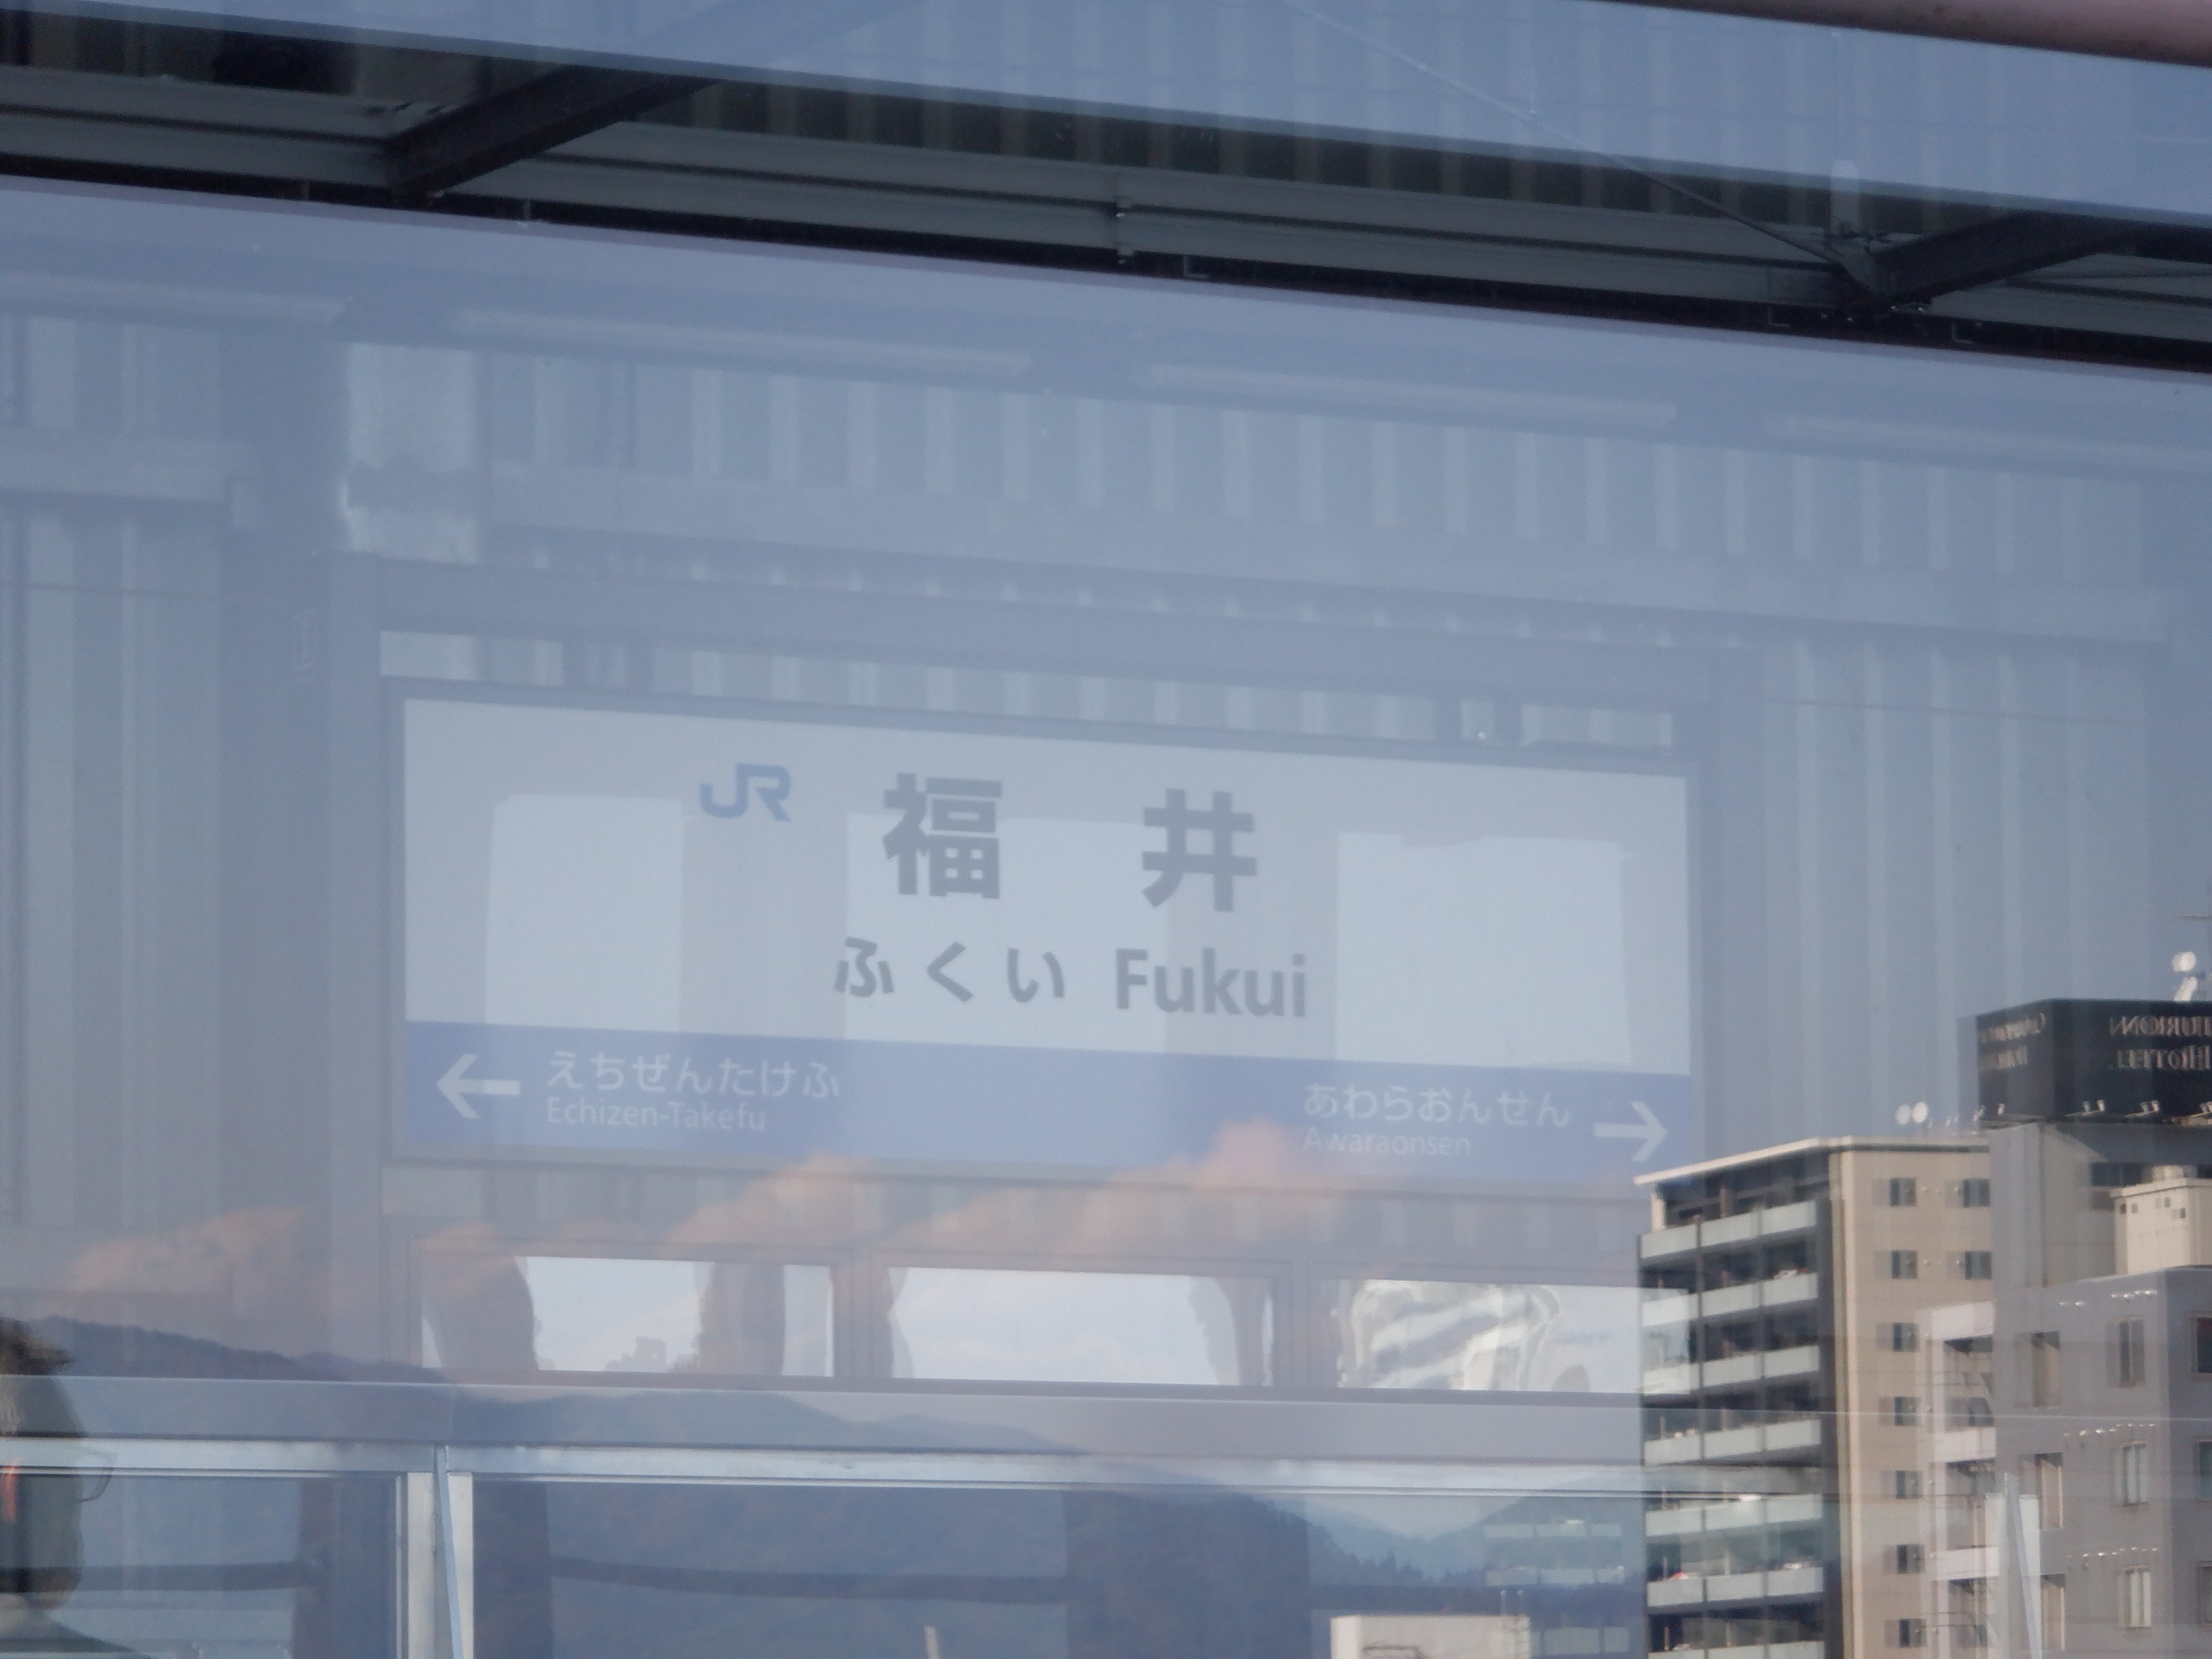 JR 福井
ふくい Fukui
← えちぜんたけふ
Echizen-Takefu
あわらおんせん →
Awaraonsen
HOTEL